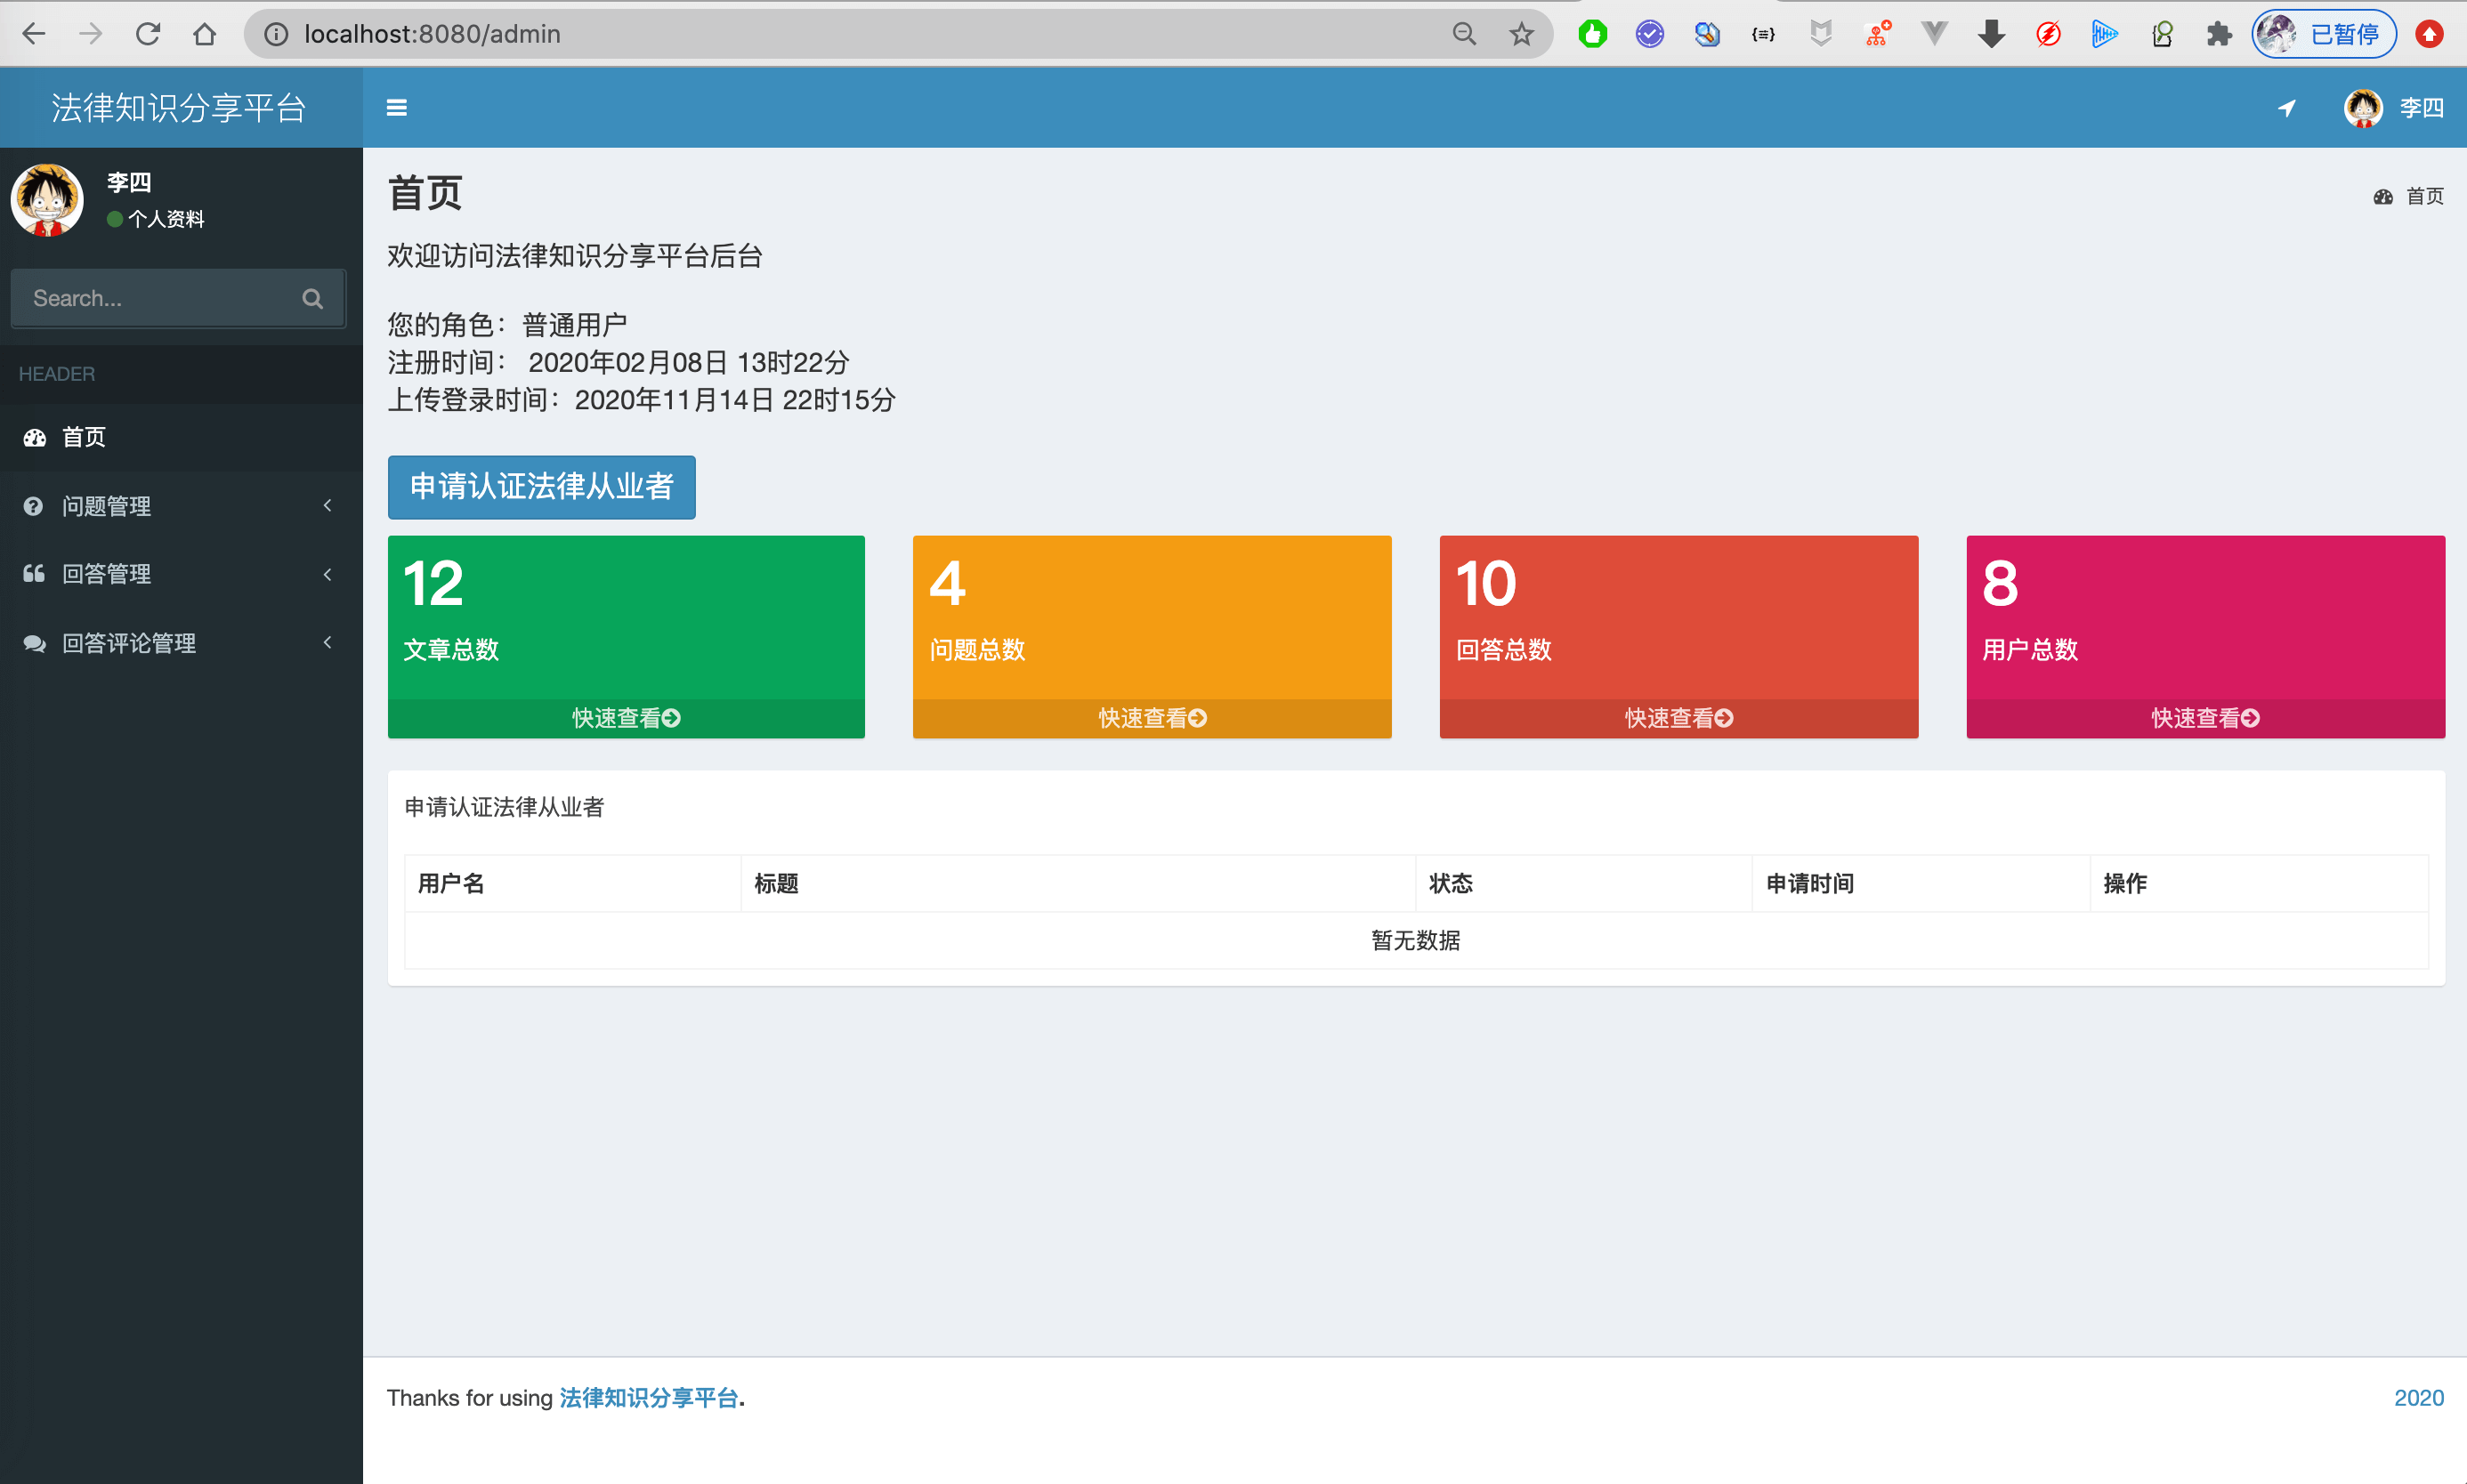 localhost:8080/admin
已暂停
法律知识分享平台
李四
李四
个人资料
Search...
HEADER
首页
问题管理
回答管理
回答评论管理
首页
首页
欢迎访问法律知识分享平台后台
您的角色：普通用户
注册时间： 2020年02月08日 13时22分
上传登录时间：2020年11月14日 22时15分
申请认证法律从业者
12
文章总数
快速查看
4
问题总数
快速查看
10
回答总数
快速查看
8
用户总数
快速查看
申请认证法律从业者
用户名 标题 状态 申请时间 操作
暂无数据
Thanks for using 法律知识分享平台.
2020